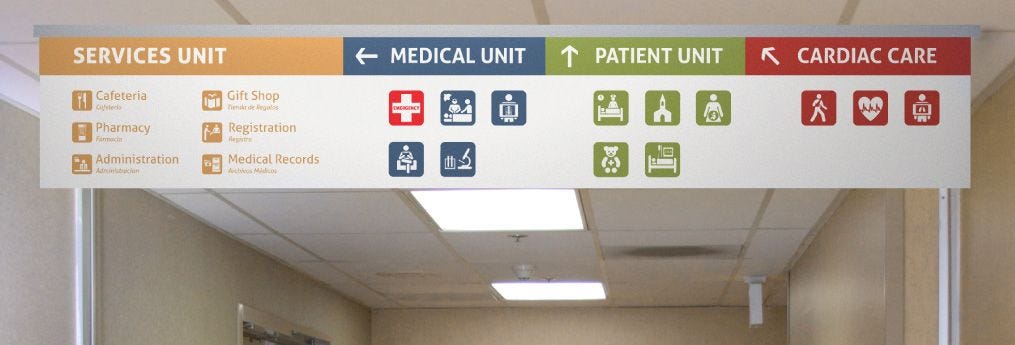 SERVICES UNIT
← MEDICAL UNIT
↑ PATIENT UNIT
↖ CARDIAC CARE
Cafeteria
Cafetería
Pharmacy
Farmacia
Administration
Administracion
Gift Shop
Tienda de Regalos
Registration
Registro
Medical Records
Archivos Médicos
EMERGENCY